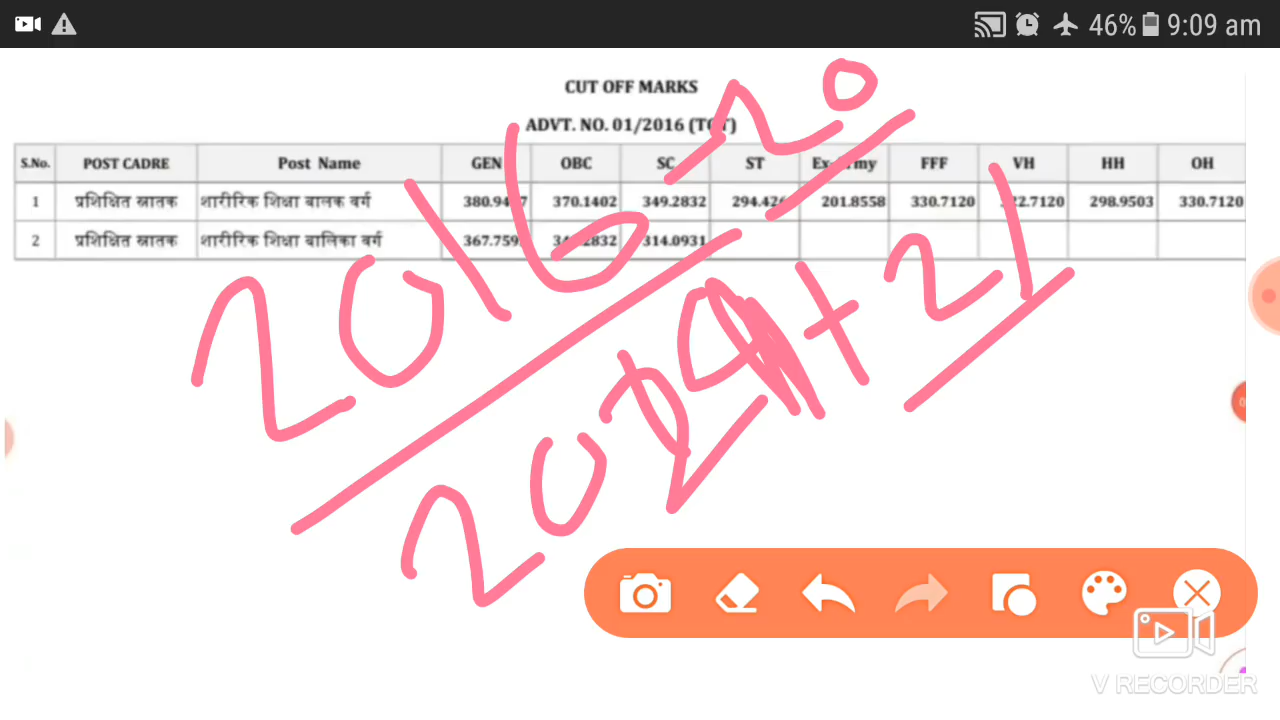 46% 9:09 am
CUT OFF MARKS
ADVT. NO. 01/2016 (TGT)
S.No. POST CADRE Post Name GEN OBC SC ST FFF VH HH OH
1 प्रशिक्षित स्नातक शारीरिक शिक्षा बालक वर्ग 370.1402 349.2832 201.8558 330.7120 298.9503 330.7120
2 प्रशिक्षित स्नातक शारीरिक शिक्षा बालिका वर्ग 314.0931
2016 20
21
V RECORDER